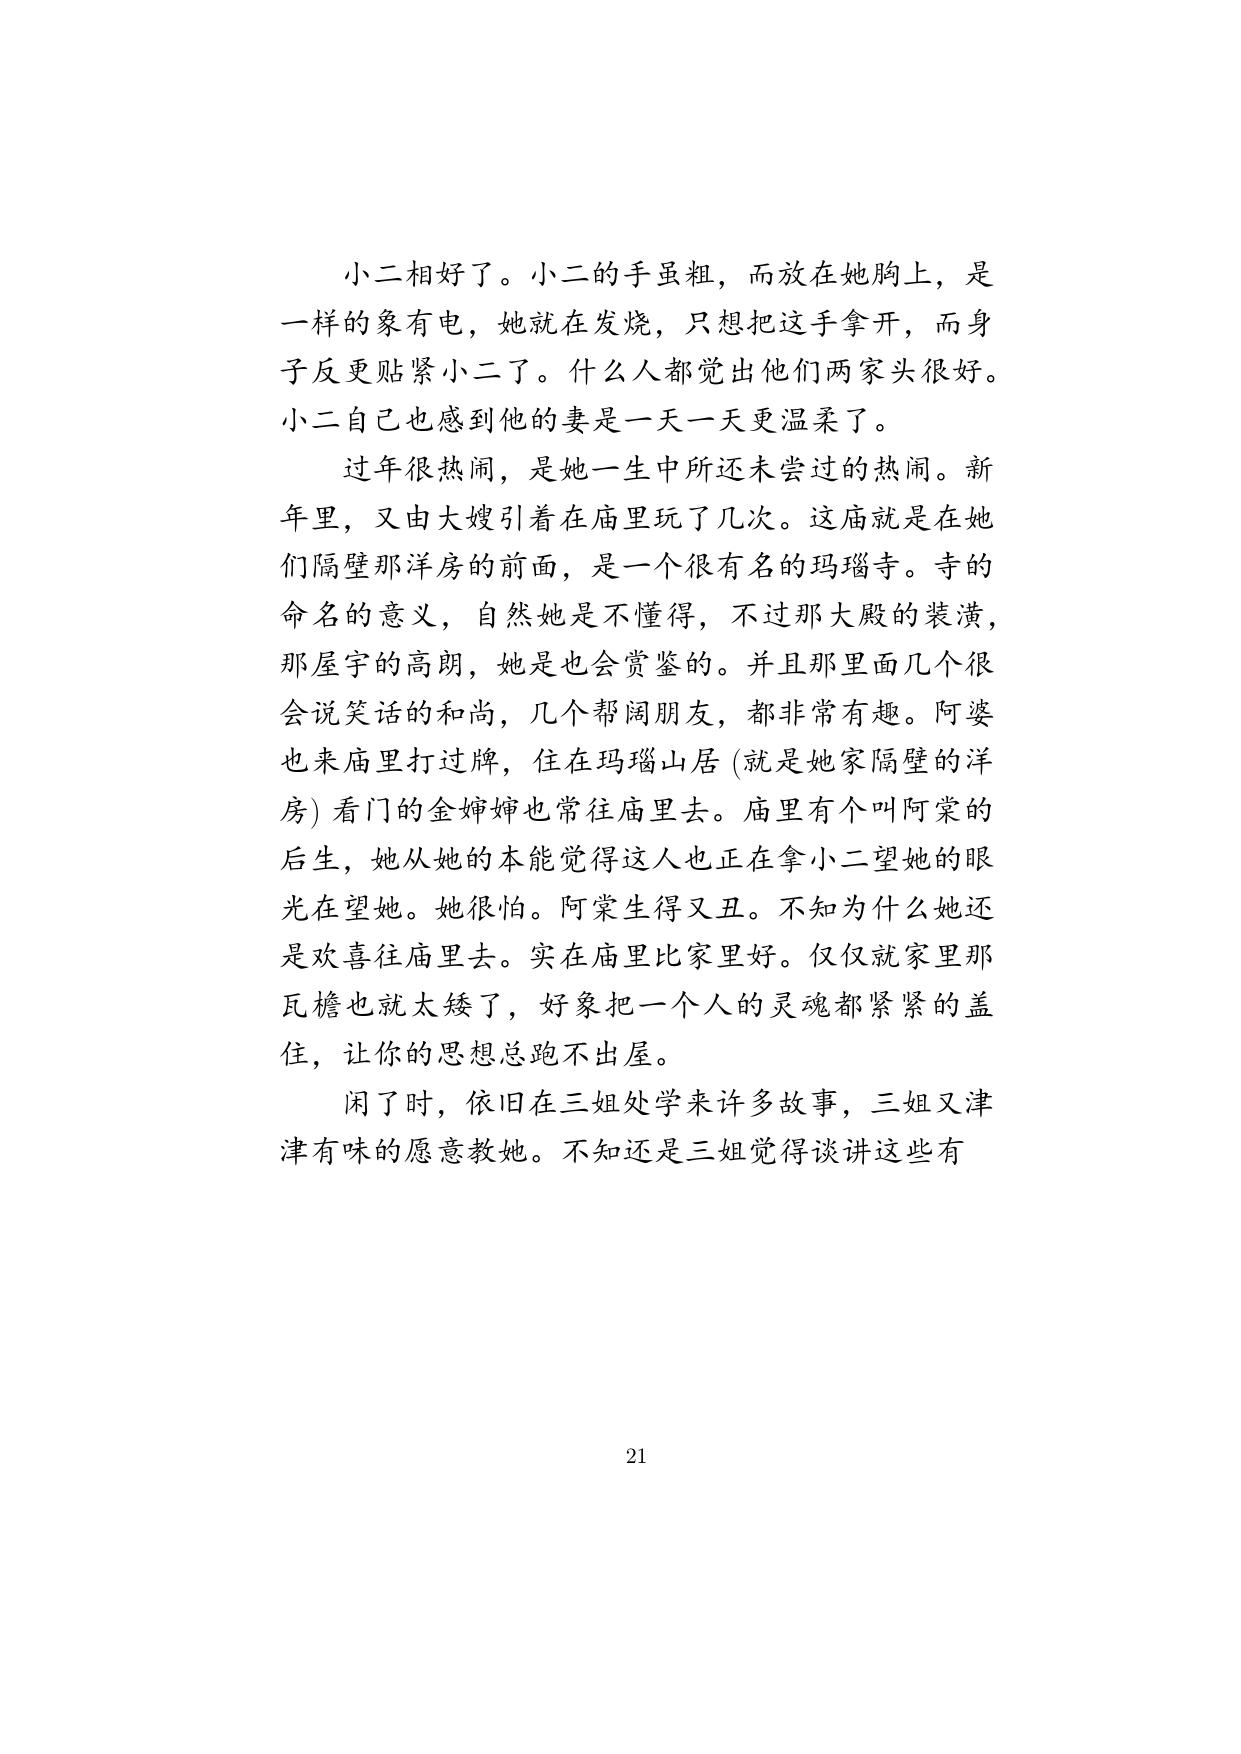 小二相好了。小二的手虽粗，而放在她胸上，是
一样的象有电，她就在发烧，只想把这手拿开，而身
子反更贴紧小二了。什么人都觉出他们两家头很好。
小二自己也感到他的妻是一天一天更温柔了。
过年很热闹，是她一生中所还未尝过的热闹。新
年里，又由大嫂引着在庙里玩了几次。这庙就是在她
们隔壁那洋房的前面，是一个很有名的玛瑙寺。寺的
命名的意义，自然她是不懂得，不过那大殿的装潢，
那屋宇的高朗，她是也会赏鉴的。并且那里面几个很
会说笑话的和尚，几个帮阔朋友，都非常有趣。阿婆
也来庙里打过牌，住在玛瑙山居 (就是她家隔壁的洋
房) 看门的金婶婶也常往庙里去。庙里有个叫阿棠的
后生，她从她的本能觉得这人也正在拿小二望她的眼
光在望她。她很怕。阿棠生得又丑。不知为什么她还
是欢喜往庙里去。实在庙里比家里好。仅仅就家里那
瓦檐也就太矮了，好象把一个人的灵魂都紧紧的盖
住，让你的思想总跑不出屋。
闲了时，依旧在三姐处学来许多故事，三姐又津
津有味的愿意教她。不知还是三姐觉得谈讲这些有
21